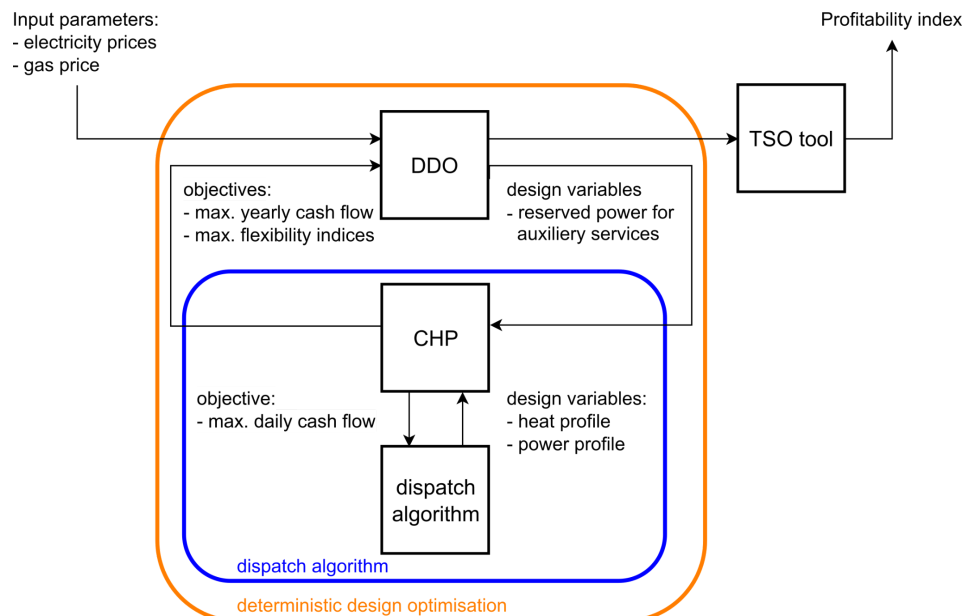 Input parameters:
- electricity prices
- gas price
Profitability index
DDO
TSO tool
objectives:
- max. yearly cash flow
- max. flexibility indices
design variables
- reserved power for
auxiliery services
CHP
objective:
- max. daily cash flow
design variables:
- heat profile
- power profile
dispatch
algorithm
dispatch algorithm
deterministic design optimisation